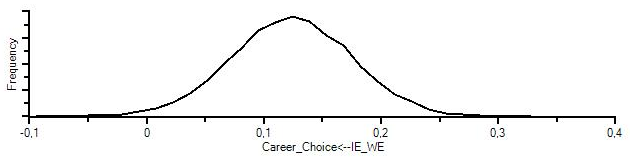 Frequency
-0,1 0 0,1 0,2 0,3 0,4
Career_Choice<--IE_WE